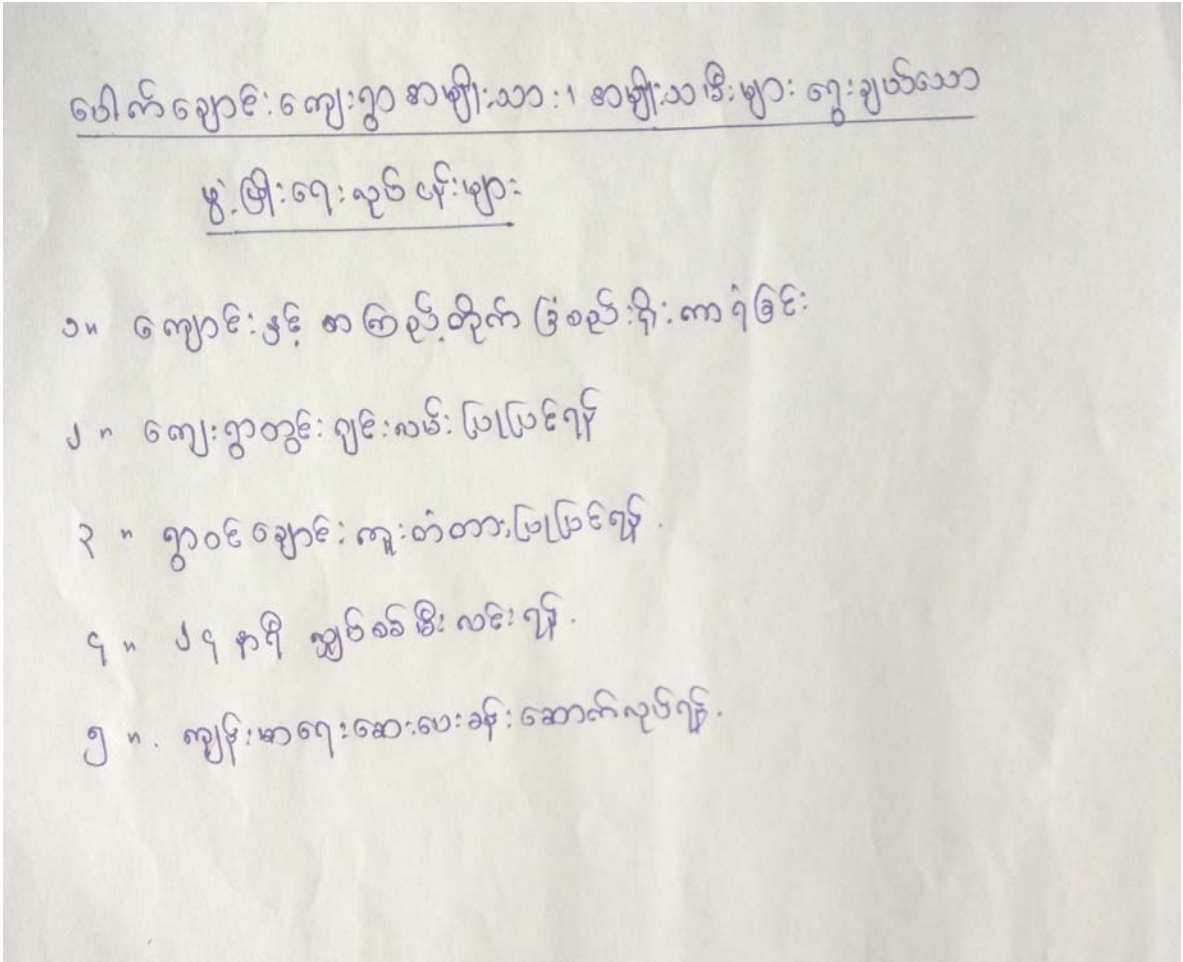 ပေါက်ချောင်းကျေးရွာ အမျိုးသား၊ အမျိုးသမီးများ ရွေးချယ်သော
ဖွံ့ဖြိုးရေးလုပ်ငန်းများ
၁။ ကျောင်းနှင့် စာကြည့်တိုက် ခြံစည်းရိုး ကာရံခြင်း
၂။ ကျေးရွာတွင်း ချင်းလမ်း ပြုပြင်ရန်
၃။ ရွာဝင်ချောင်းကူးတံတားပြုပြင်ရန်.
၄။ ၂၄ နာရီ လျှပ်စစ်မီးလင်းရန်.
၅။. ကျန်းမာရေးဆေးပေးခန်းဆောက်လုပ်ရန်.